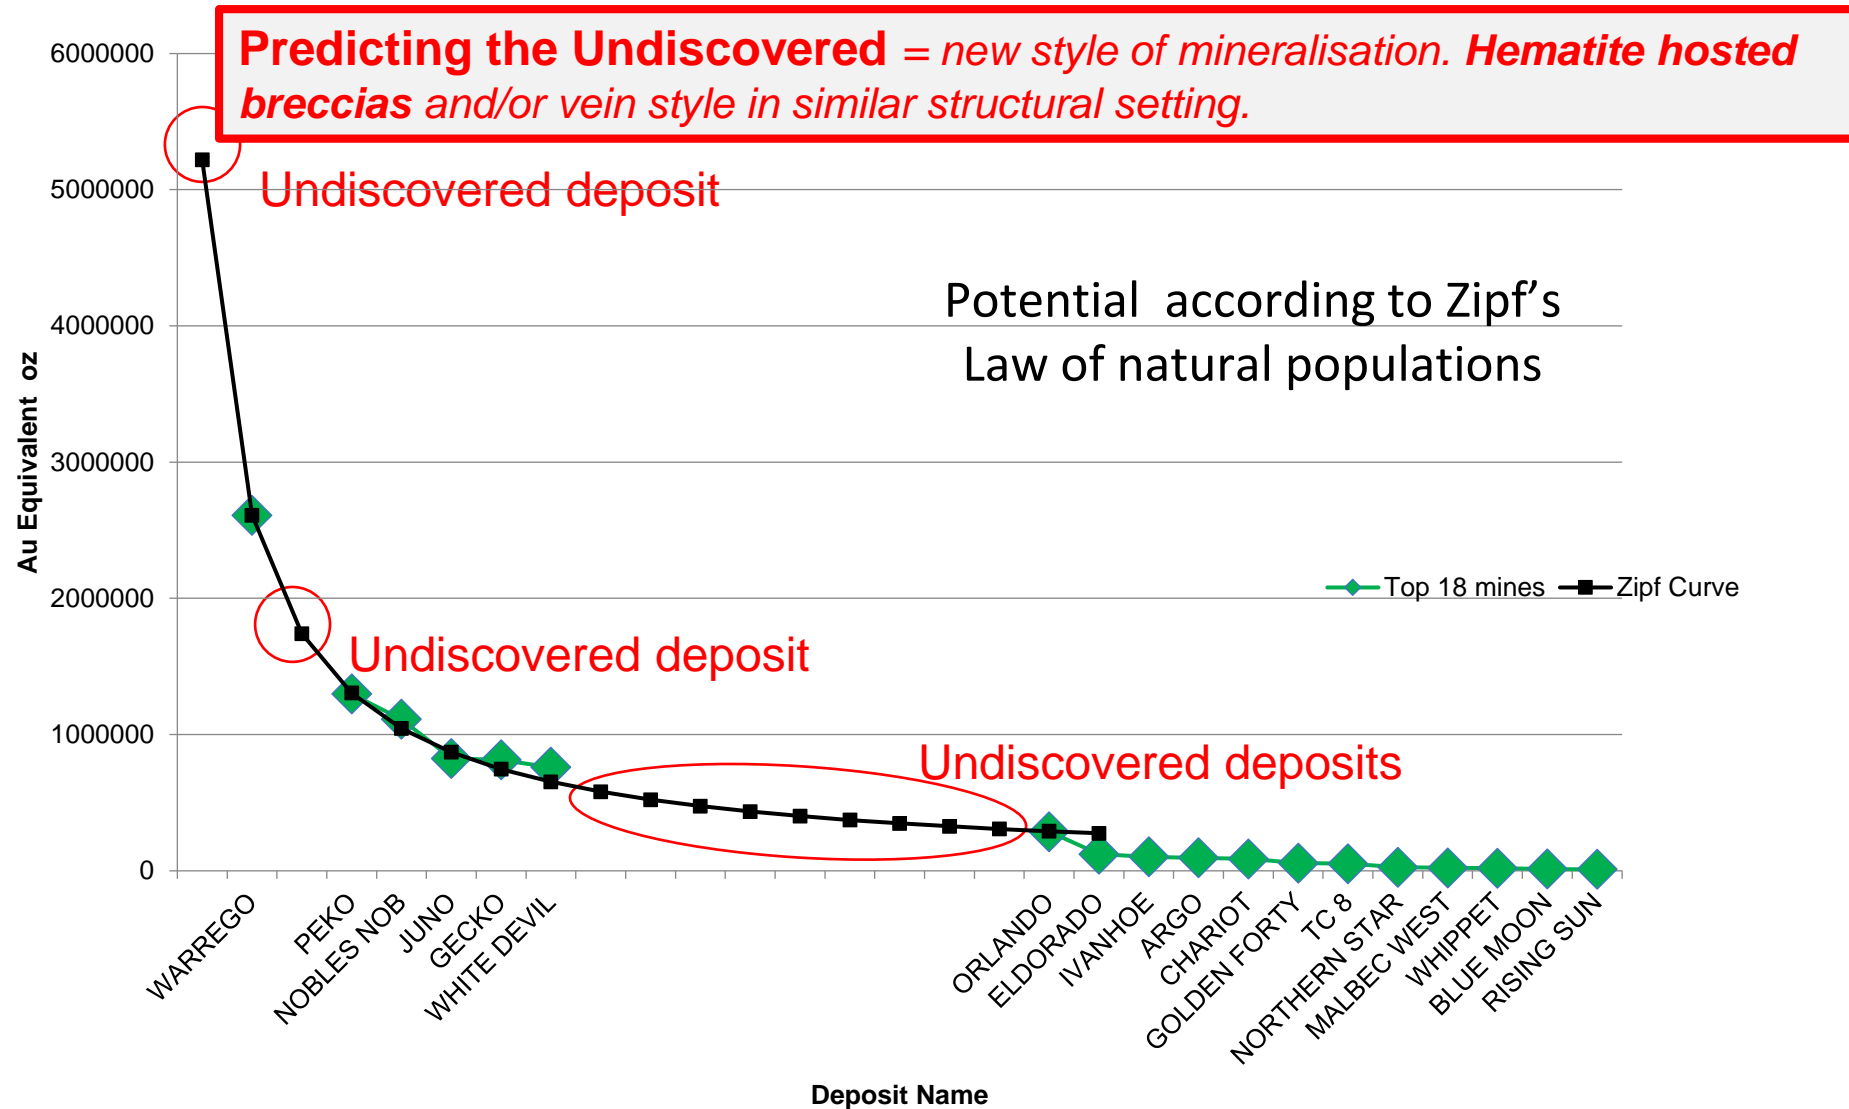 Predicting the Undiscovered = new style of mineralisation. Hematite hosted
breccias and/or vein style in similar structural setting.
6000000
5000000
4000000
3000000
2000000
1000000
0
Au Equivalent oz
Undiscovered deposit
Potential according to Zipf’s
Law of natural populations
Top 18 mines
Zipf Curve
Undiscovered deposit
Undiscovered deposits
WARREGO
PEKO
NOBLES NOB
JUNO
GECKO
WHITE DEVIL
ORLANDO
ELDORADO
IVANHOE
ARGO
CHARIOT
GOLDEN FORTY
TC 8
NORTHERN STAR
MALBEC WEST
WHIPPET
BLUE MOON
RISING SUN
Deposit Name